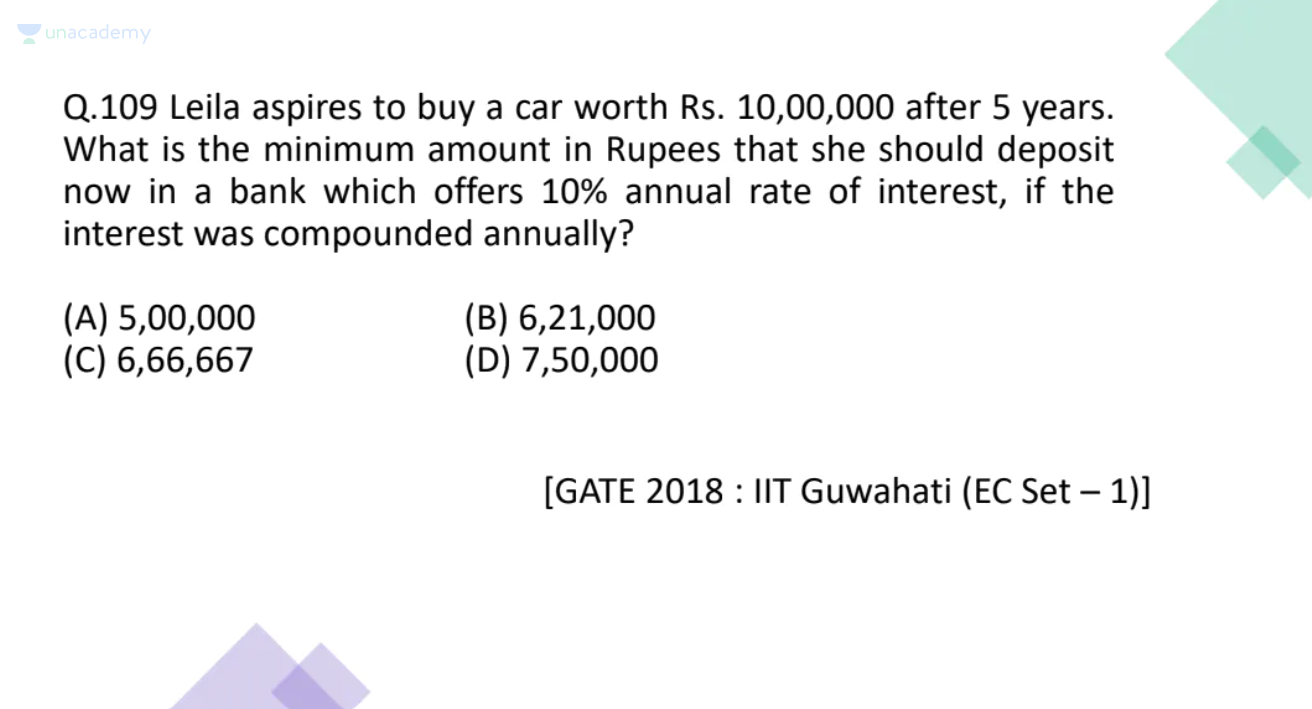 unacademy
Q.109 Leila aspires to buy a car worth Rs. 10,00,000 after 5 years.
What is the minimum amount in Rupees that she should deposit
now in a bank which offers 10% annual rate of interest, if the
interest was compounded annually?
(A) 5,00,000 (B) 6,21,000
(C) 6,66,667 (D) 7,50,000
[GATE 2018 : IIT Guwahati (EC Set – 1)]